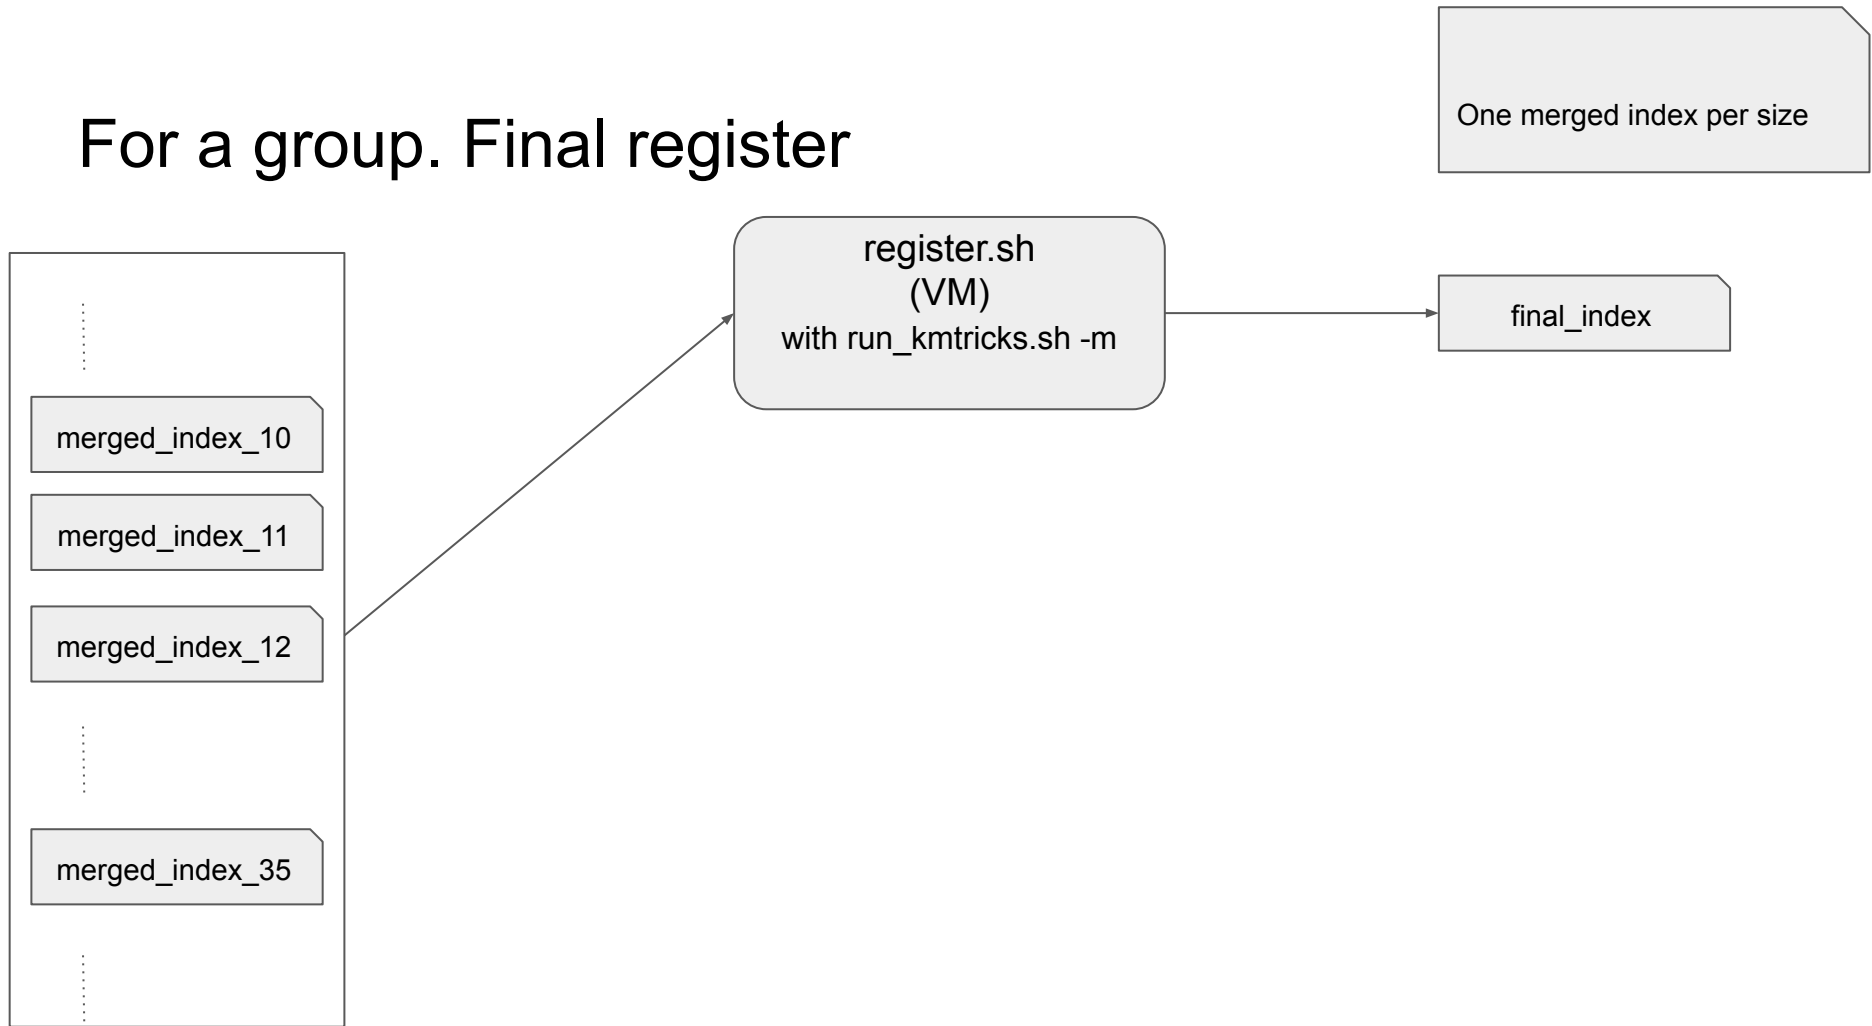 One merged index per size
For a group. Final register
register.sh
(VM)
with run_kmtricks.sh -m
final_index
merged_index_10
merged_index_11
merged_index_12
merged_index_35